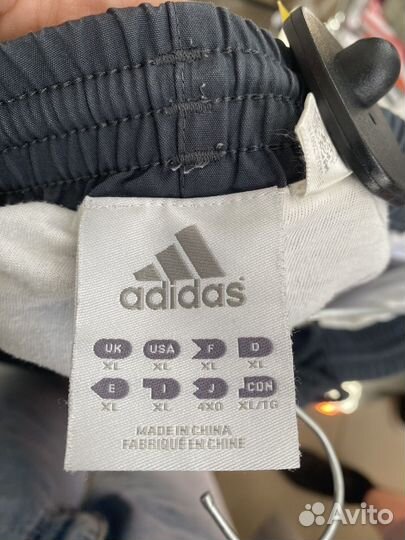 adidas
UK USA F D
XL XL XL XL
E I J CDN
XL XL 4XO XL/TG
MADE IN CHINA
FABRIQUÉ EN CHINE
Avito